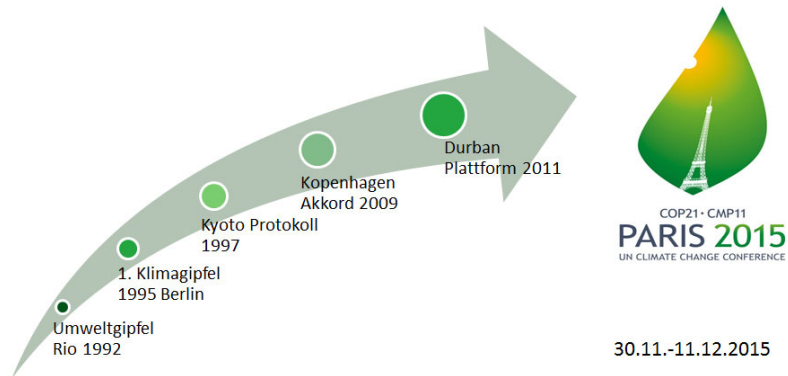 Durban
Plattform 2011
Kopenhagen
Akkord 2009
Kyoto Protokoll
1997
1. Klimagipfel
1995 Berlin
Umweltgipfel
Rio 1992
COP21·CMP11
PARIS 2015
UN CLIMATE CHANGE CONFERENCE
30.11.-11.12.2015